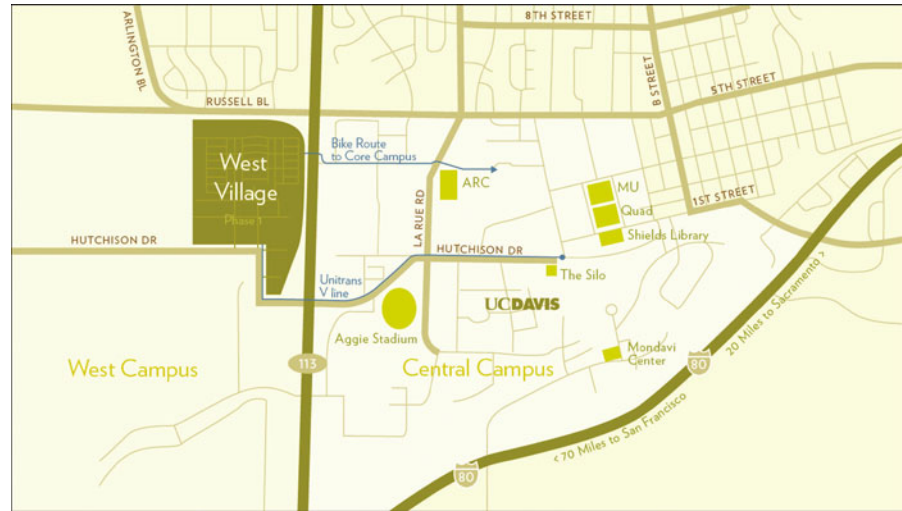 8TH STREET
ARLINGTON BL
B STREET
5TH STREET
RUSSELL BL
Bike Route
to Core Campus
West
Village
Phase 1
ARC
MU
Quad
1ST STREET
Shields Library
LA RUE RD
HUTCHISON DR
HUTCHISON DR
The Silo
Unitrans
V line
UCDAVIS
Aggie Stadium
20 Miles to Sacramento >
Mondavi
Center
West Campus
113
Central Campus
80
< 70 Miles to San Francisco
80